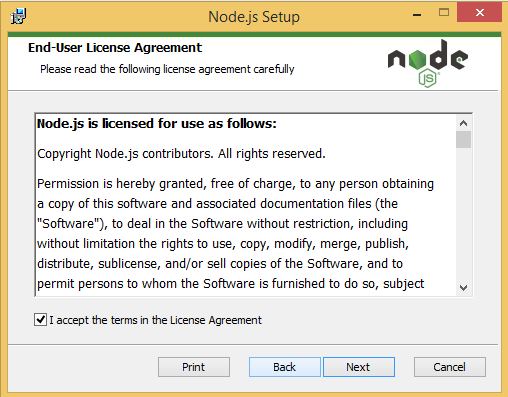 Node.js Setup
End-User License Agreement
Please read the following license agreement carefully
node
JS
Node.js is licensed for use as follows:
Copyright Node.js contributors. All rights reserved.
Permission is hereby granted, free of charge, to any person obtaining
a copy of this software and associated documentation files (the
"Software"), to deal in the Software without restriction, including
without limitation the rights to use, copy, modify, merge, publish,
distribute, sublicense, and/or sell copies of the Software, and to
permit persons to whom the Software is furnished to do so, subject
I accept the terms in the License Agreement
Print Back Next Cancel